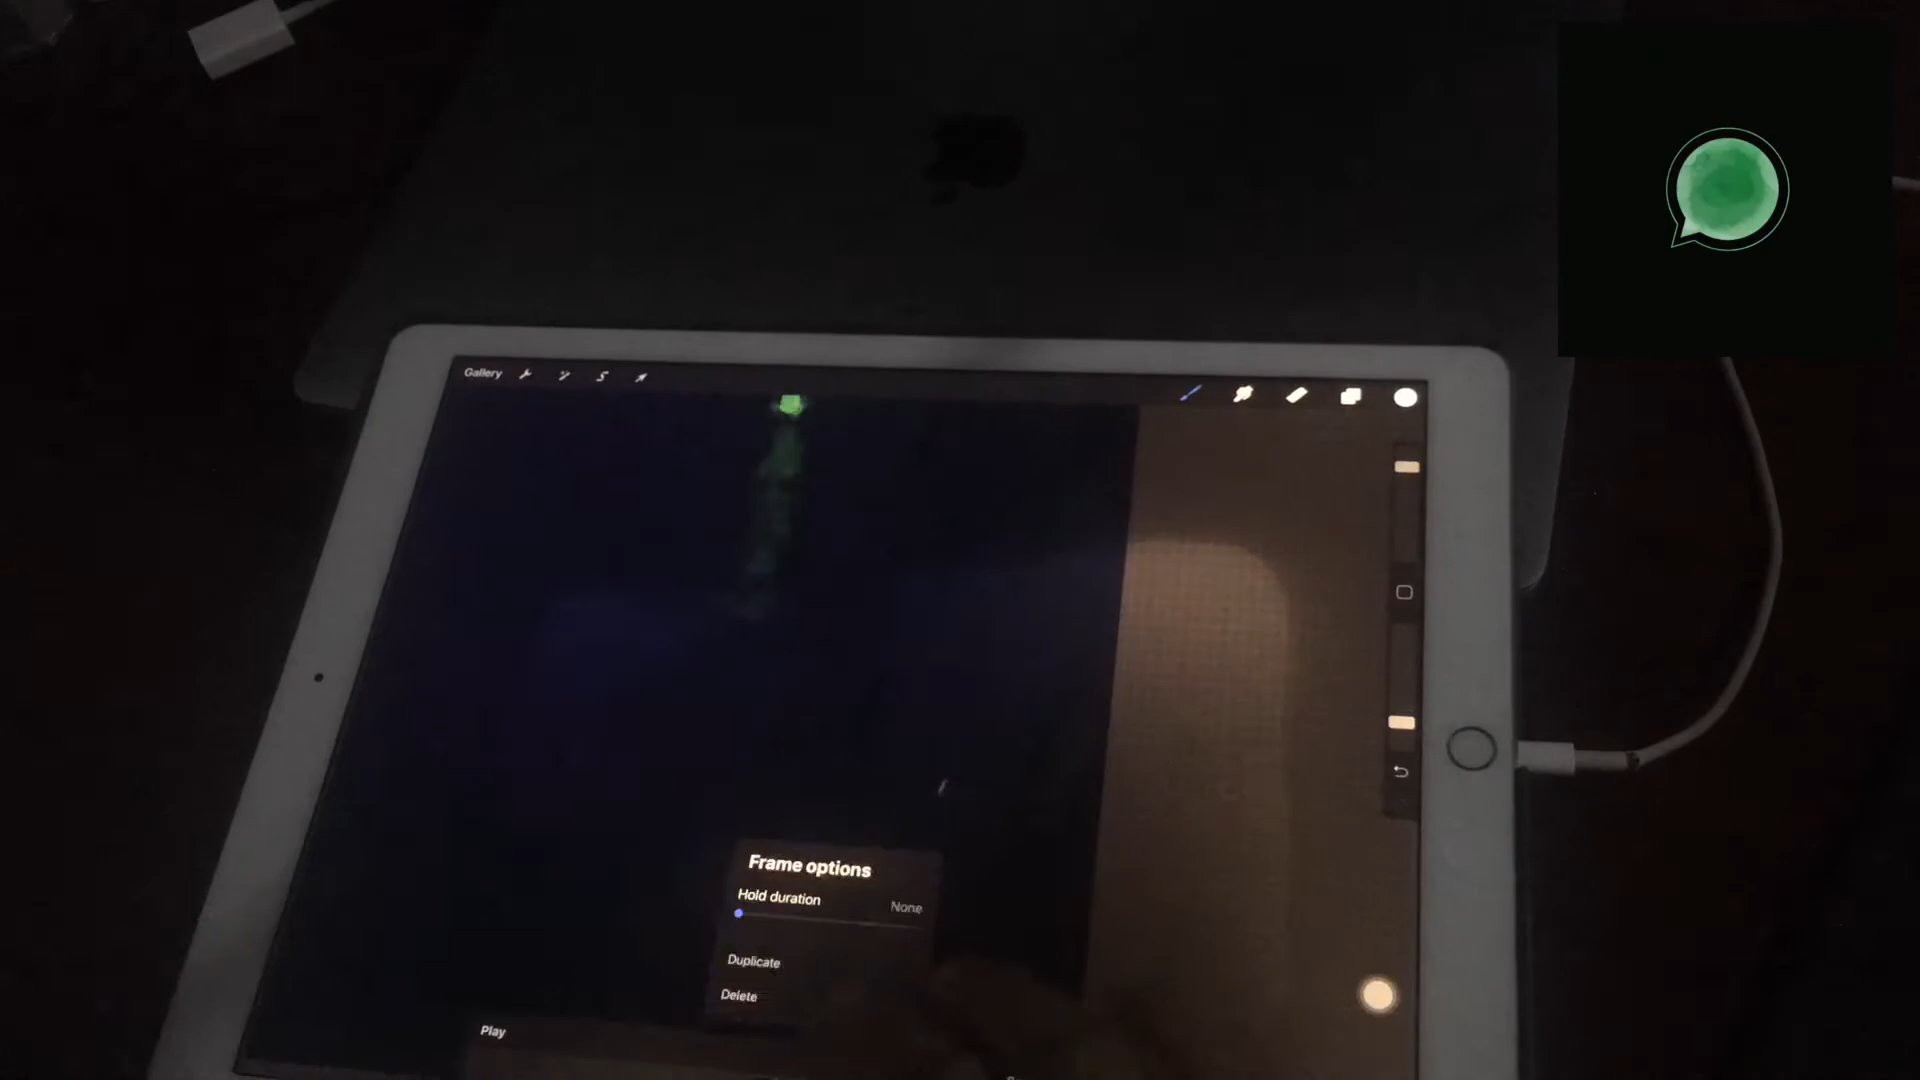 Gallery
Frame options
Hold duration None
Duplicate
Delete
Play